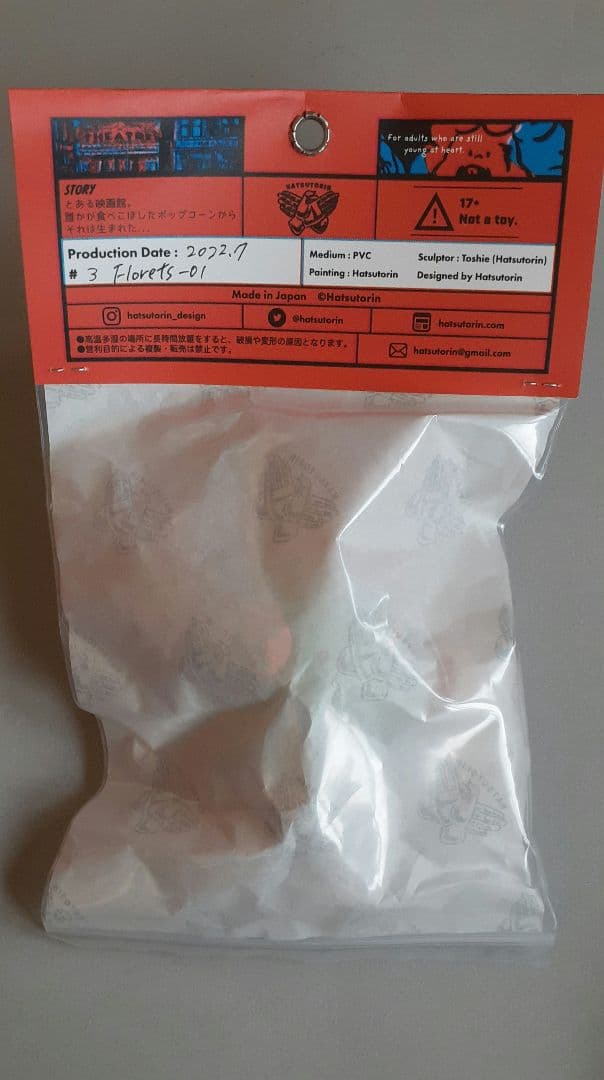 THEATRE
For adults who are still
young at heart.
STORY
とある映画館。
誰かが食べこぼしたポップコーンから
それは生まれた...
HATSUTORIN
17+
Not a toy.
Production Date : 2022.7
# 3 Florets-01
Medium : PVC
Sculptor : Toshie (Hatsutorin)
Painting : Hatsutorin
Designed by Hatsutorin
Made in Japan ©Hatsutorin
hatsutorin_design
@hatsutorin
hatsutorin.com
●高温多湿の場所に長時間放置をすると、破損や変形の原因となります。
●営利目的による複製・転売は禁止です。
hatsutorin@gmail.com
HATSUTORIN